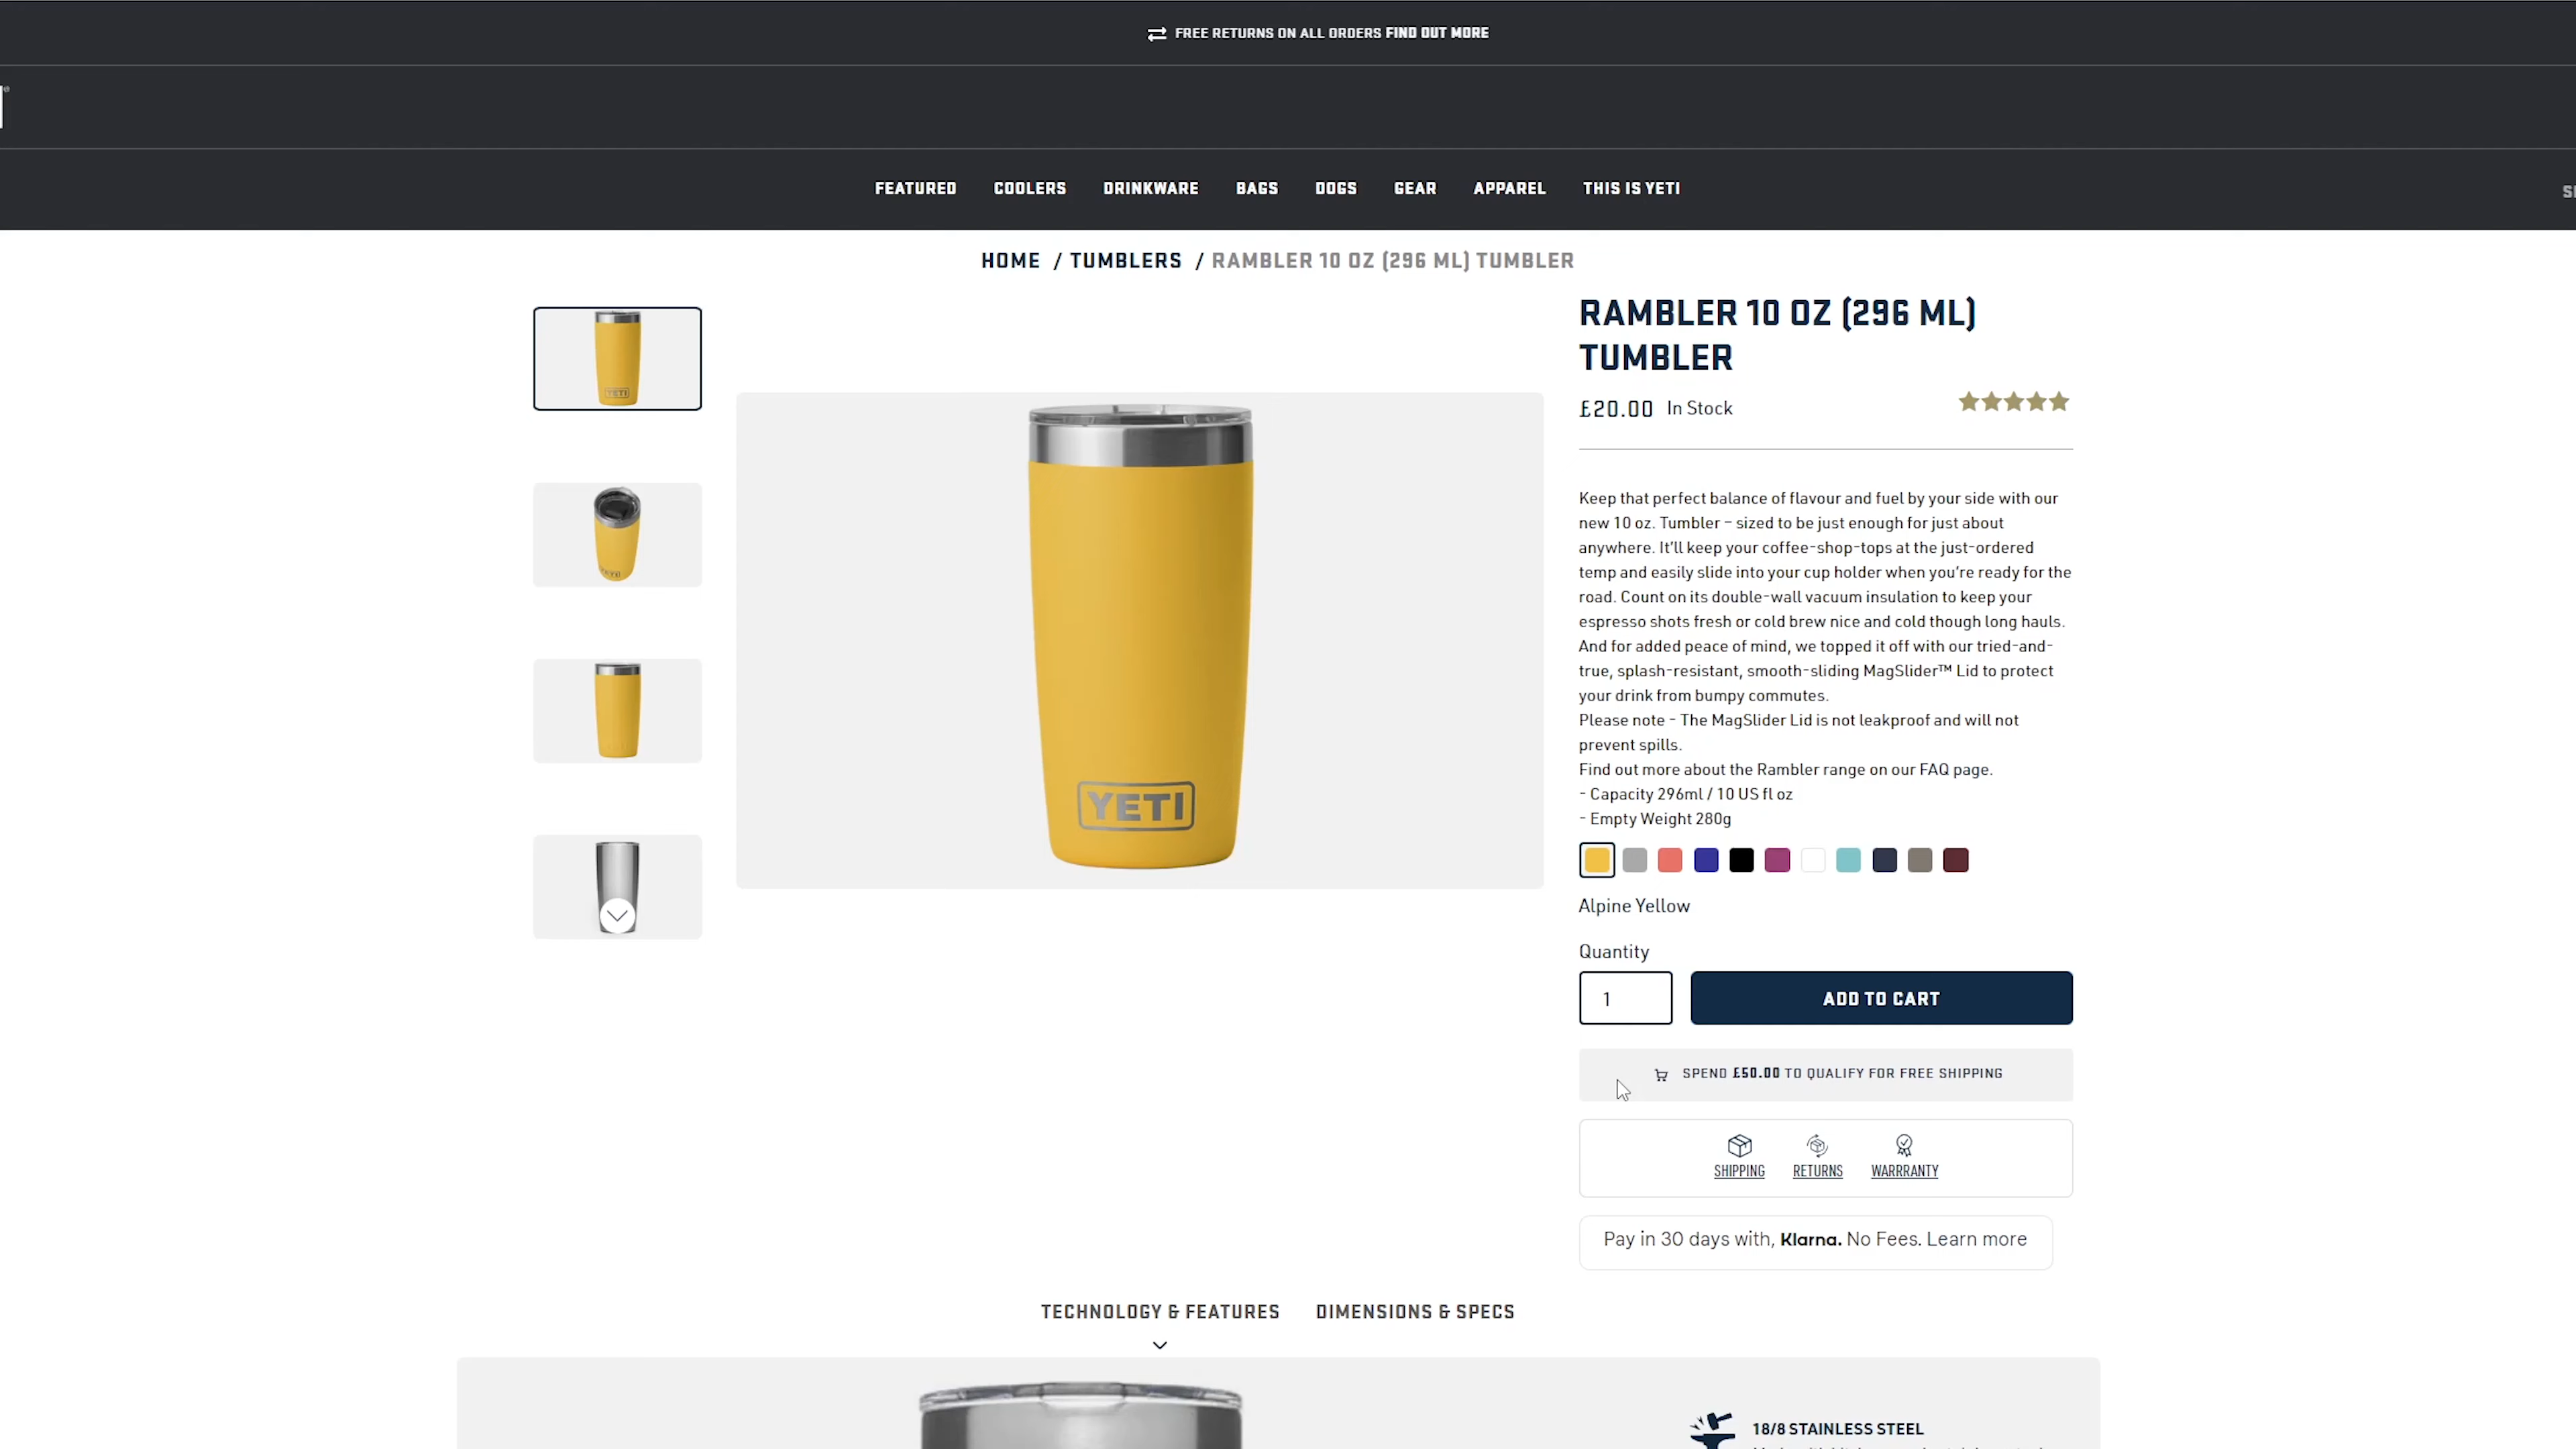 FREE RETURNS ON ALL ORDERS FIND OUT MORE
FEATURED COOLERS DRINKWARE BAGS DOGS GEAR APPAREL THIS IS YETI
HOME / TUMBLERS / RAMBLER 10 OZ (296 ML) TUMBLER
RAMBLER 10 OZ (296 ML)
TUMBLER
£20.00 In Stock
Keep that perfect balance of flavour and fuel by your side with our
new 10 oz. Tumbler – sized to be just enough for just about
anywhere. It’ll keep your coffee-shop-tops at the just-ordered
temp and easily slide into your cup holder when you’re ready for the
road. Count on its double-wall vacuum insulation to keep your
espresso shots fresh or cold brew nice and cold though long hauls.
And for added peace of mind, we topped it off with our tried-and-
true, splash-resistant, smooth-sliding MagSlider™ Lid to protect
your drink from bumpy commutes.
Please note - The MagSlider Lid is not leakproof and will not
prevent spills.
Find out more about the Rambler range on our FAQ page.
- Capacity 296ml / 10 US fl oz
- Empty Weight 280g
Alpine Yellow
Quantity
1
ADD TO CART
SPEND £50.00 TO QUALIFY FOR FREE SHIPPING
SHIPPING RETURNS WARRRANTY
Pay in 30 days with, Klarna. No Fees. Learn more
YETI
YETI
YETI
TECHNOLOGY & FEATURES DIMENSIONS & SPECS
18/8 STAINLESS STEEL